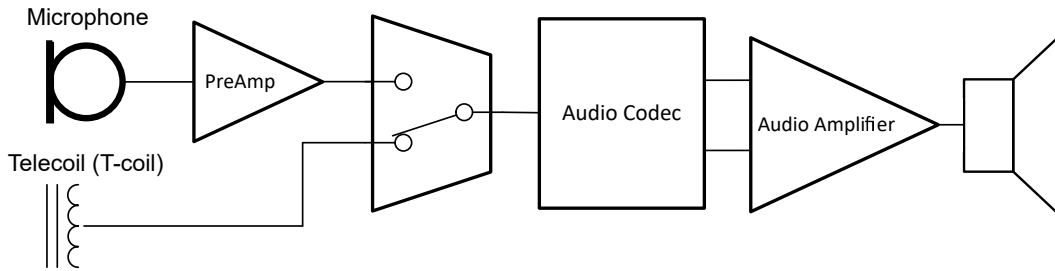 Microphone
PreAmp
Audio Codec
Audio Amplifier
Telecoil (T-coil)